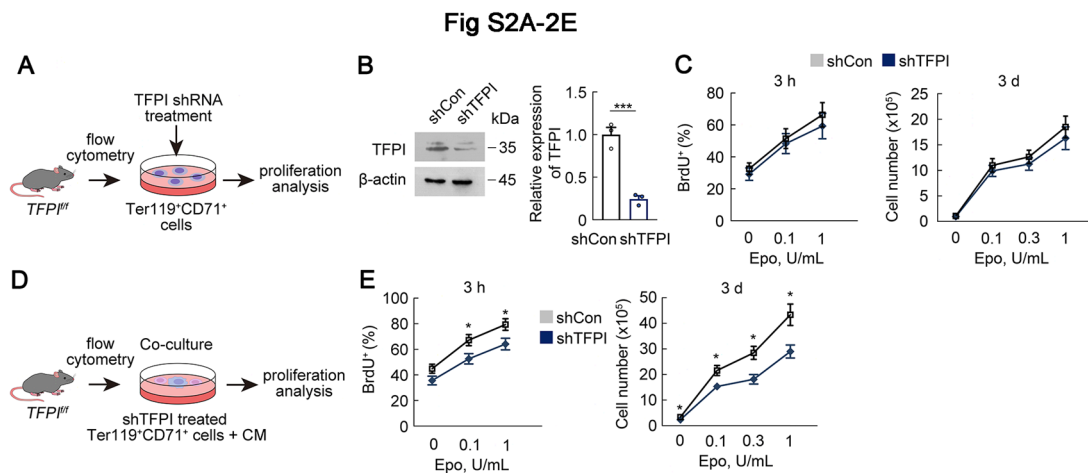 Fig S2A-2E
A
TFPI shRNA
treatment
flow
cytometry
proliferation
analysis
TFPIf/f
Ter119+CD71+
cells
B
shCon
shTFPI
kDa
TFPI
35
β-actin
45
Relative expression
of TFPI
1.5
1.0
0.5
0
***
shCon shTFPI
C
shCon shTFPI
3 h
BrdU+ (%)
80
60
40
20
0
0 0.1 1
Epo, U/mL
3 d
Cell number (x10⁵)
25
20
15
10
5
0
0 0.1 0.3 1
Epo, U/mL
D
flow
cytometry
Co-culture
proliferation
analysis
TFPIf/f
shTFPI treated
Ter119+CD71+ cells + CM
E
3 h
shCon
shTFPI
BrdU+ (%)
100
80
60
40
20
0
* *
0 0.1 1
Epo, U/mL
3 d
Cell number (x10⁵)
50
40
30
20
10
0
* * * *
0 0.1 0.3 1
Epo, U/mL